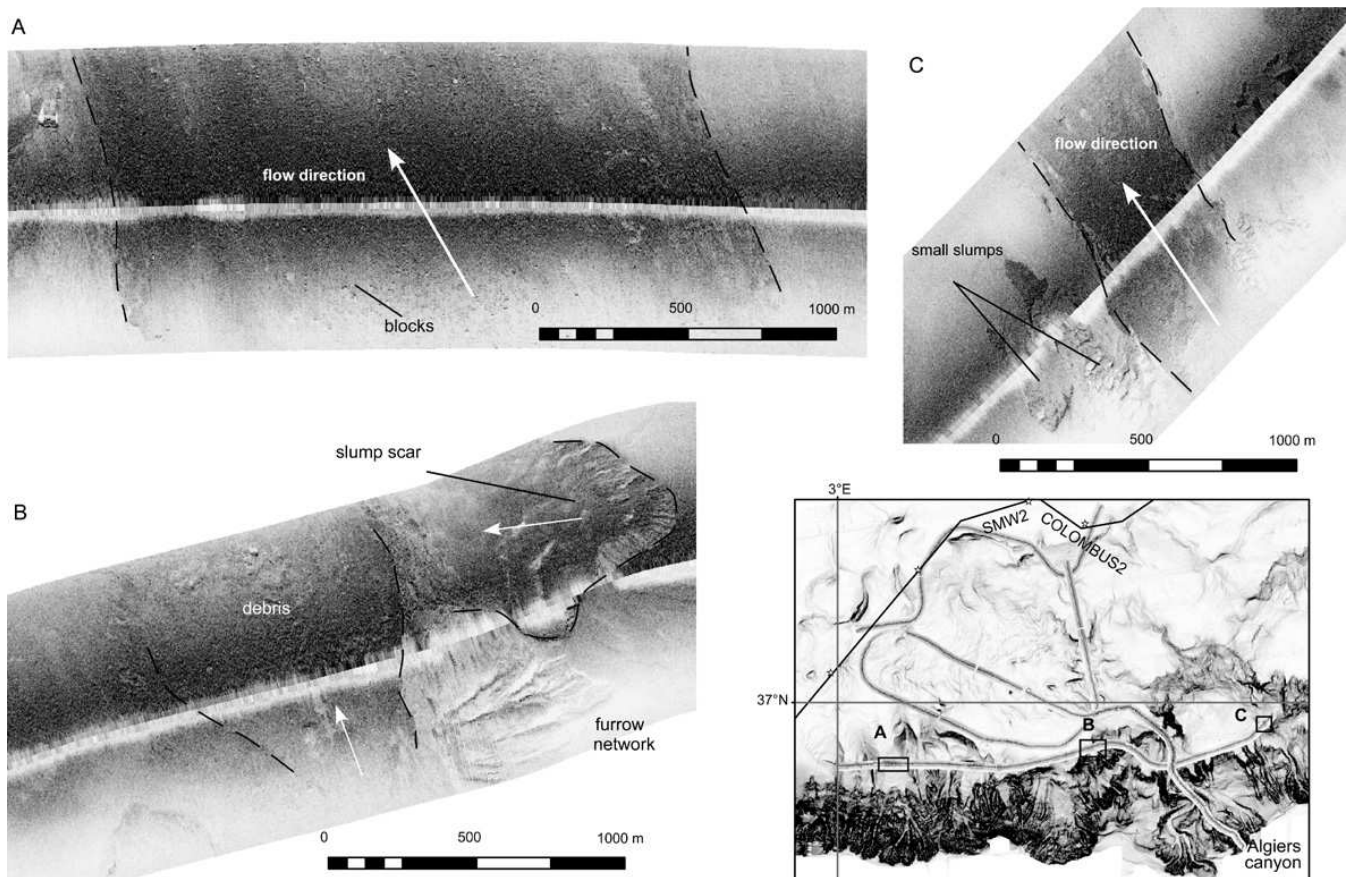 A
flow direction
blocks
0
500
1000 m
C
flow direction
small slumps
0
500
1000 m
B
slump scar
debris
furrow
network
0
500
1000 m
3°E
SMW2
COLOMBUS2
37°N
A
B
C
Algiers
canyon